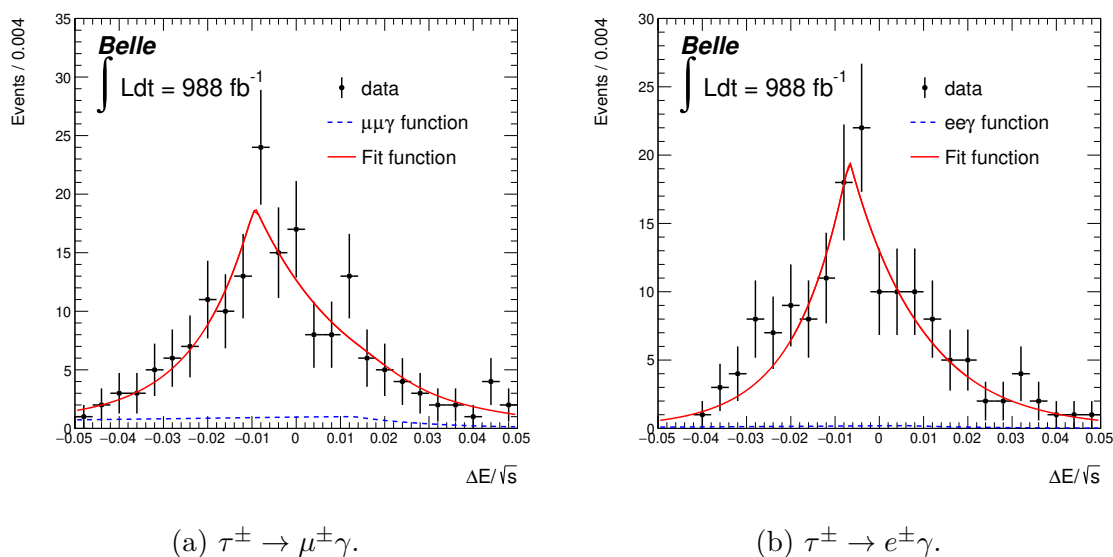 Belle
∫ Ldt = 988 fb⁻¹
data
μμγ function
Fit function
Events / 0.004
35
30
25
20
15
10
5
0
−0.05 −0.04 −0.03 −0.02 −0.01 0 0.01 0.02 0.03 0.04 0.05
ΔE/√s
(a) τ± → μ±γ.
Belle
∫ Ldt = 988 fb⁻¹
data
eeγ function
Fit function
Events / 0.004
30
25
20
15
10
5
0
−0.05 −0.04 −0.03 −0.02 −0.01 0 0.01 0.02 0.03 0.04 0.05
ΔE/√s
(b) τ± → e±γ.